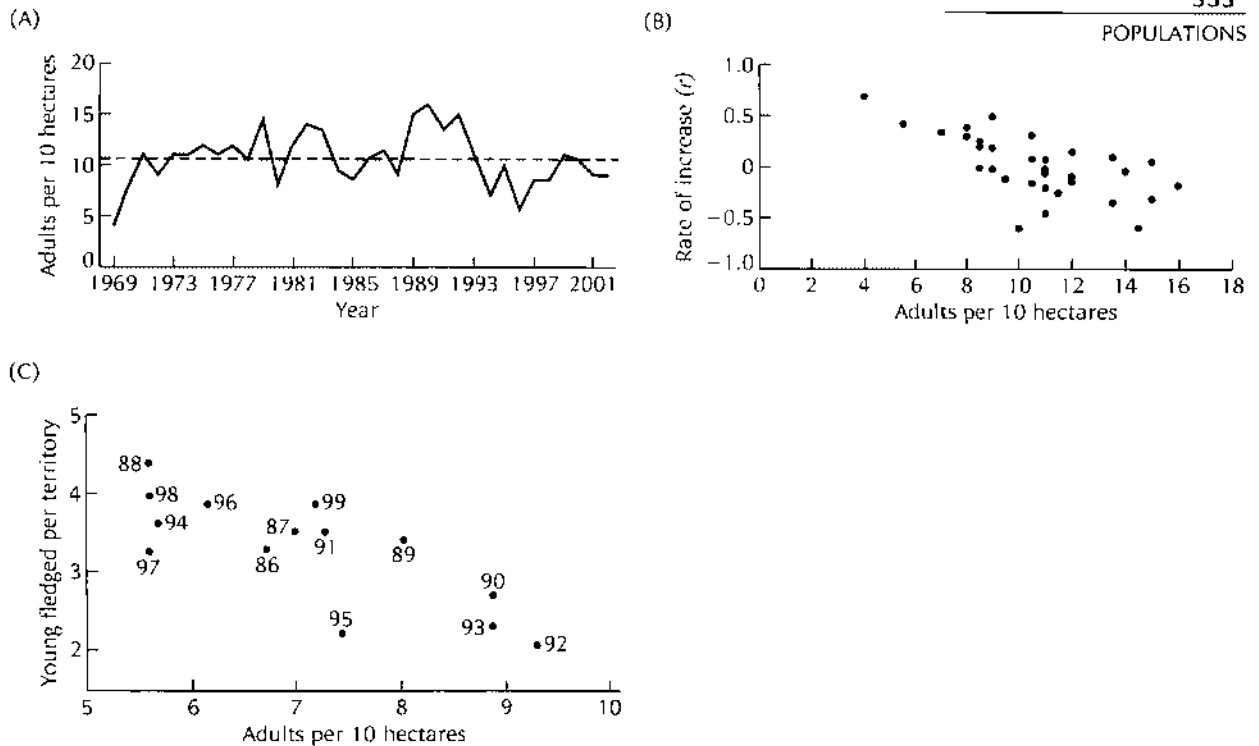 POPULATIONS
(A)
Adults per 10 hectares
20
15
10
5
0
1969 1973 1977 1981 1985 1989 1993 1997 2001
Year
(B)
Rate of increase (r)
1.0
0.5
0
−0.5
−1.0
0 2 4 6 8 10 12 14 16 18
Adults per 10 hectares
(C)
Young fledged per territory
5
4
3
2
88
98
96
99
94
87
97
86
91
89
90
95
93
92
5 6 7 8 9 10
Adults per 10 hectares